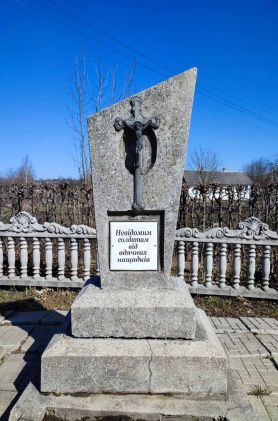 Невідомим
солдатам
від
вдячних
нащадків